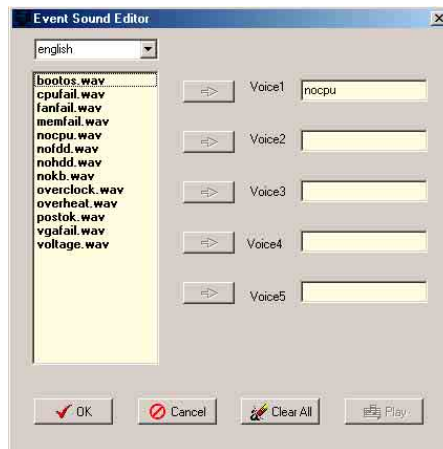 Event Sound Editor
english
bootos.wav
cpufail.wav
fanfail.wav
memfail.wav
nocpu.wav
nofdd.wav
nohdd.wav
nokb.wav
overclock.wav
overheat.wav
postok.wav
vgafail.wav
voltage.wav
Voice1 nocpu
Voice2
Voice3
Voice4
Voice5
OK Cancel Clear All Play